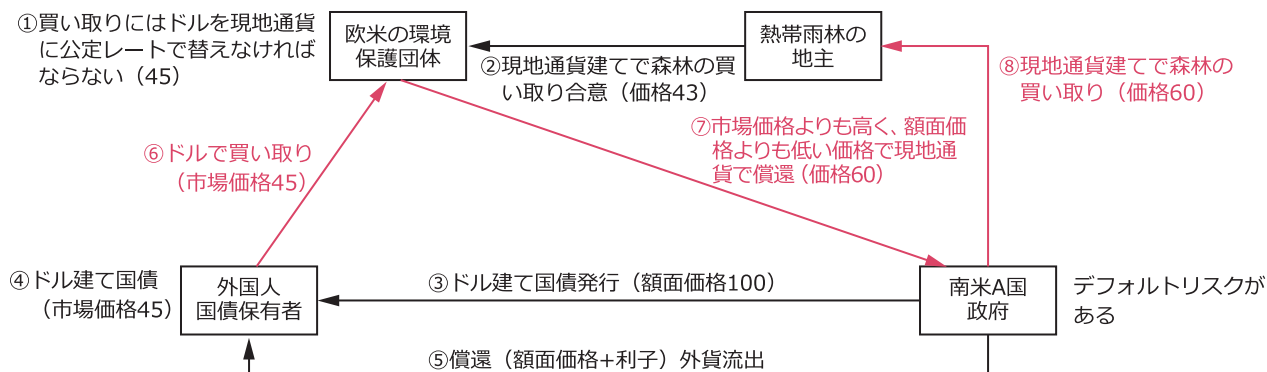 ①買い取りにはドルを現地通貨
に公定レートで替えなければ
ならない（45）
欧米の環境
保護団体
熱帯雨林の
地主
②現地通貨建てで森林の買
い取り合意（価格43）
⑧現地通貨建てで森林の
買い取り（価格60）
⑦市場価格よりも高く、額面価
格よりも低い価格で現地通
貨で償還（価格60）
⑥ドルで買い取り
（市場価格45）
④ドル建て国債
（市場価格45）
外国人
国債保有者
③ドル建て国債発行（額面価格100）
南米A国
政府
デフォルトリスクが
ある
⑤償還（額面価格+利子）外貨流出